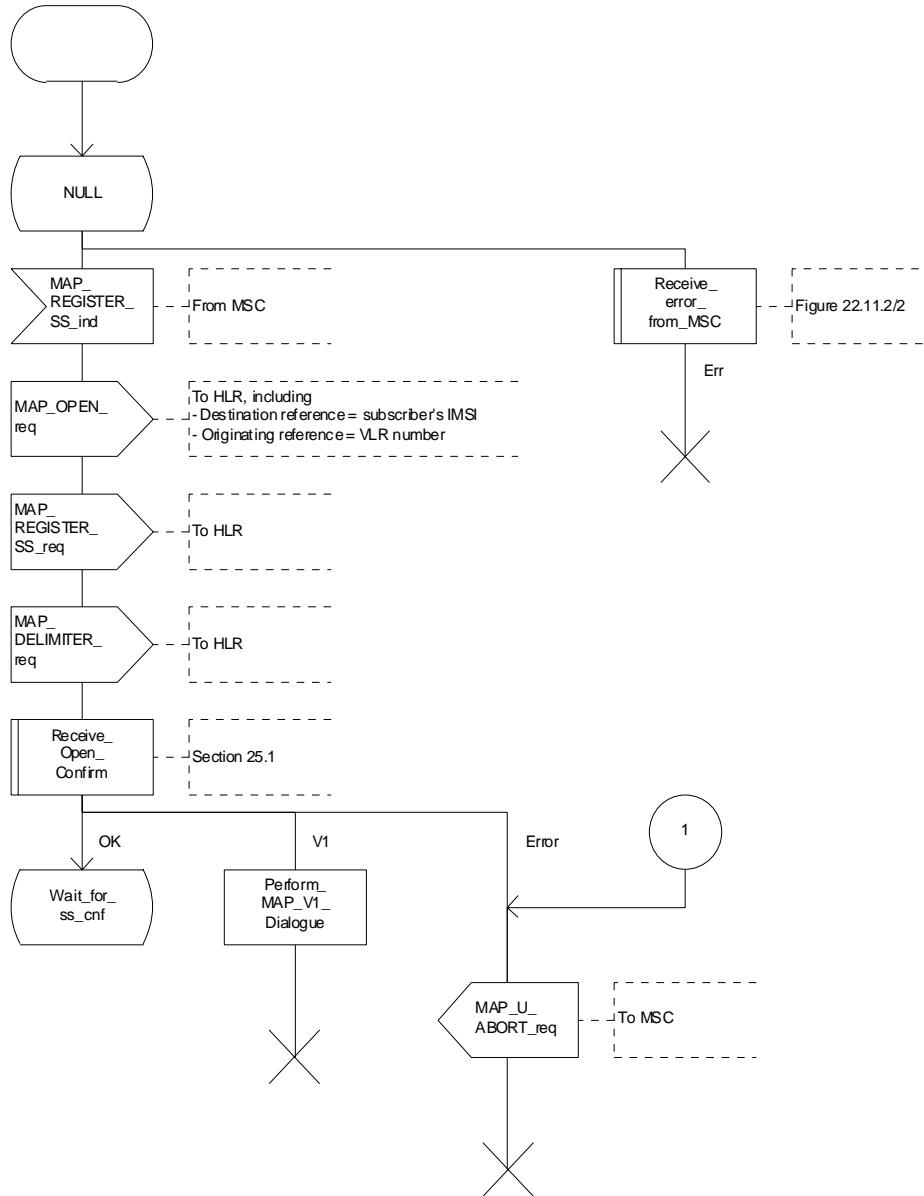 NULL
MAP_
REGISTER_
SS_ind
From MSC
Receive_
error_
from_MSC
Figure 22.11.2/2
Err
MAP_OPEN_
req
To HLR, including
- Destination reference = subscriber's IMSI
- Originating reference = VLR number
MAP_
REGISTER_
SS_req
To HLR
MAP_
DELIMITER_
req
To HLR
Receive_
Open_
Confirm
Section 25.1
OK
V1
Error
1
Wait_for_
ss_cnf
Perform_
MAP_V1_
Dialogue
MAP_U_
ABORT_req
To MSC